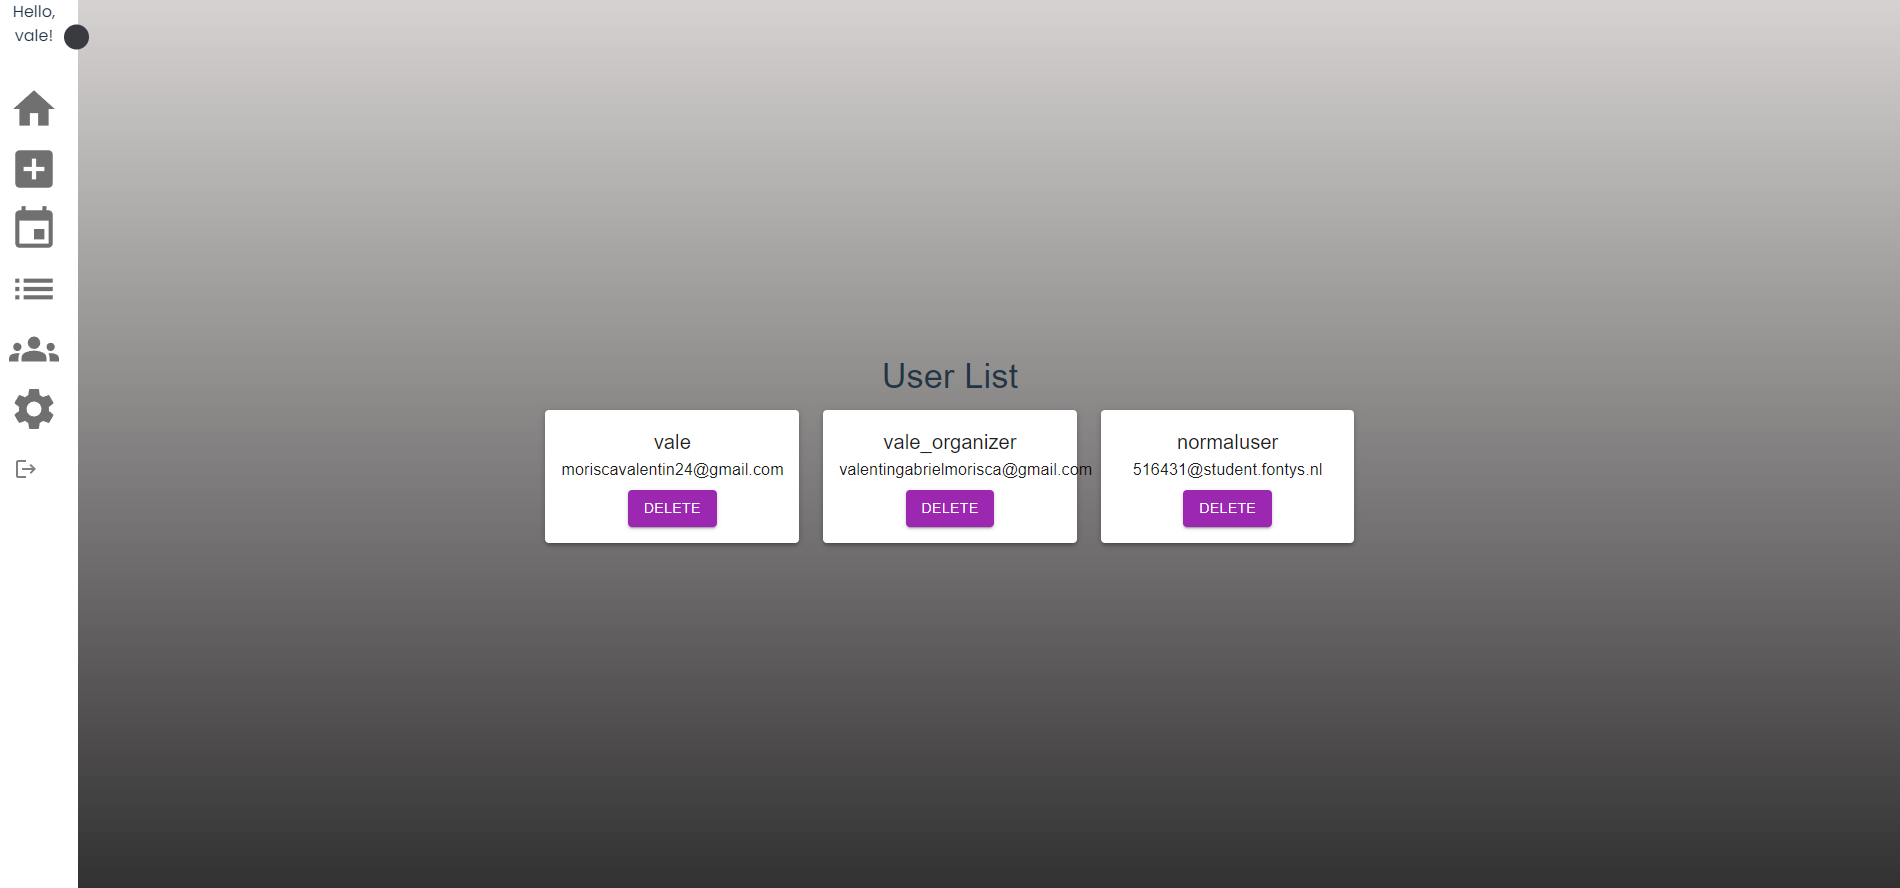 Hello,
vale!
User List
vale
moriscavalentin24@gmail.com
DELETE
vale_organizer
valentingabrielmorisca@gmail.com
DELETE
normaluser
516431@student.fontys.nl
DELETE